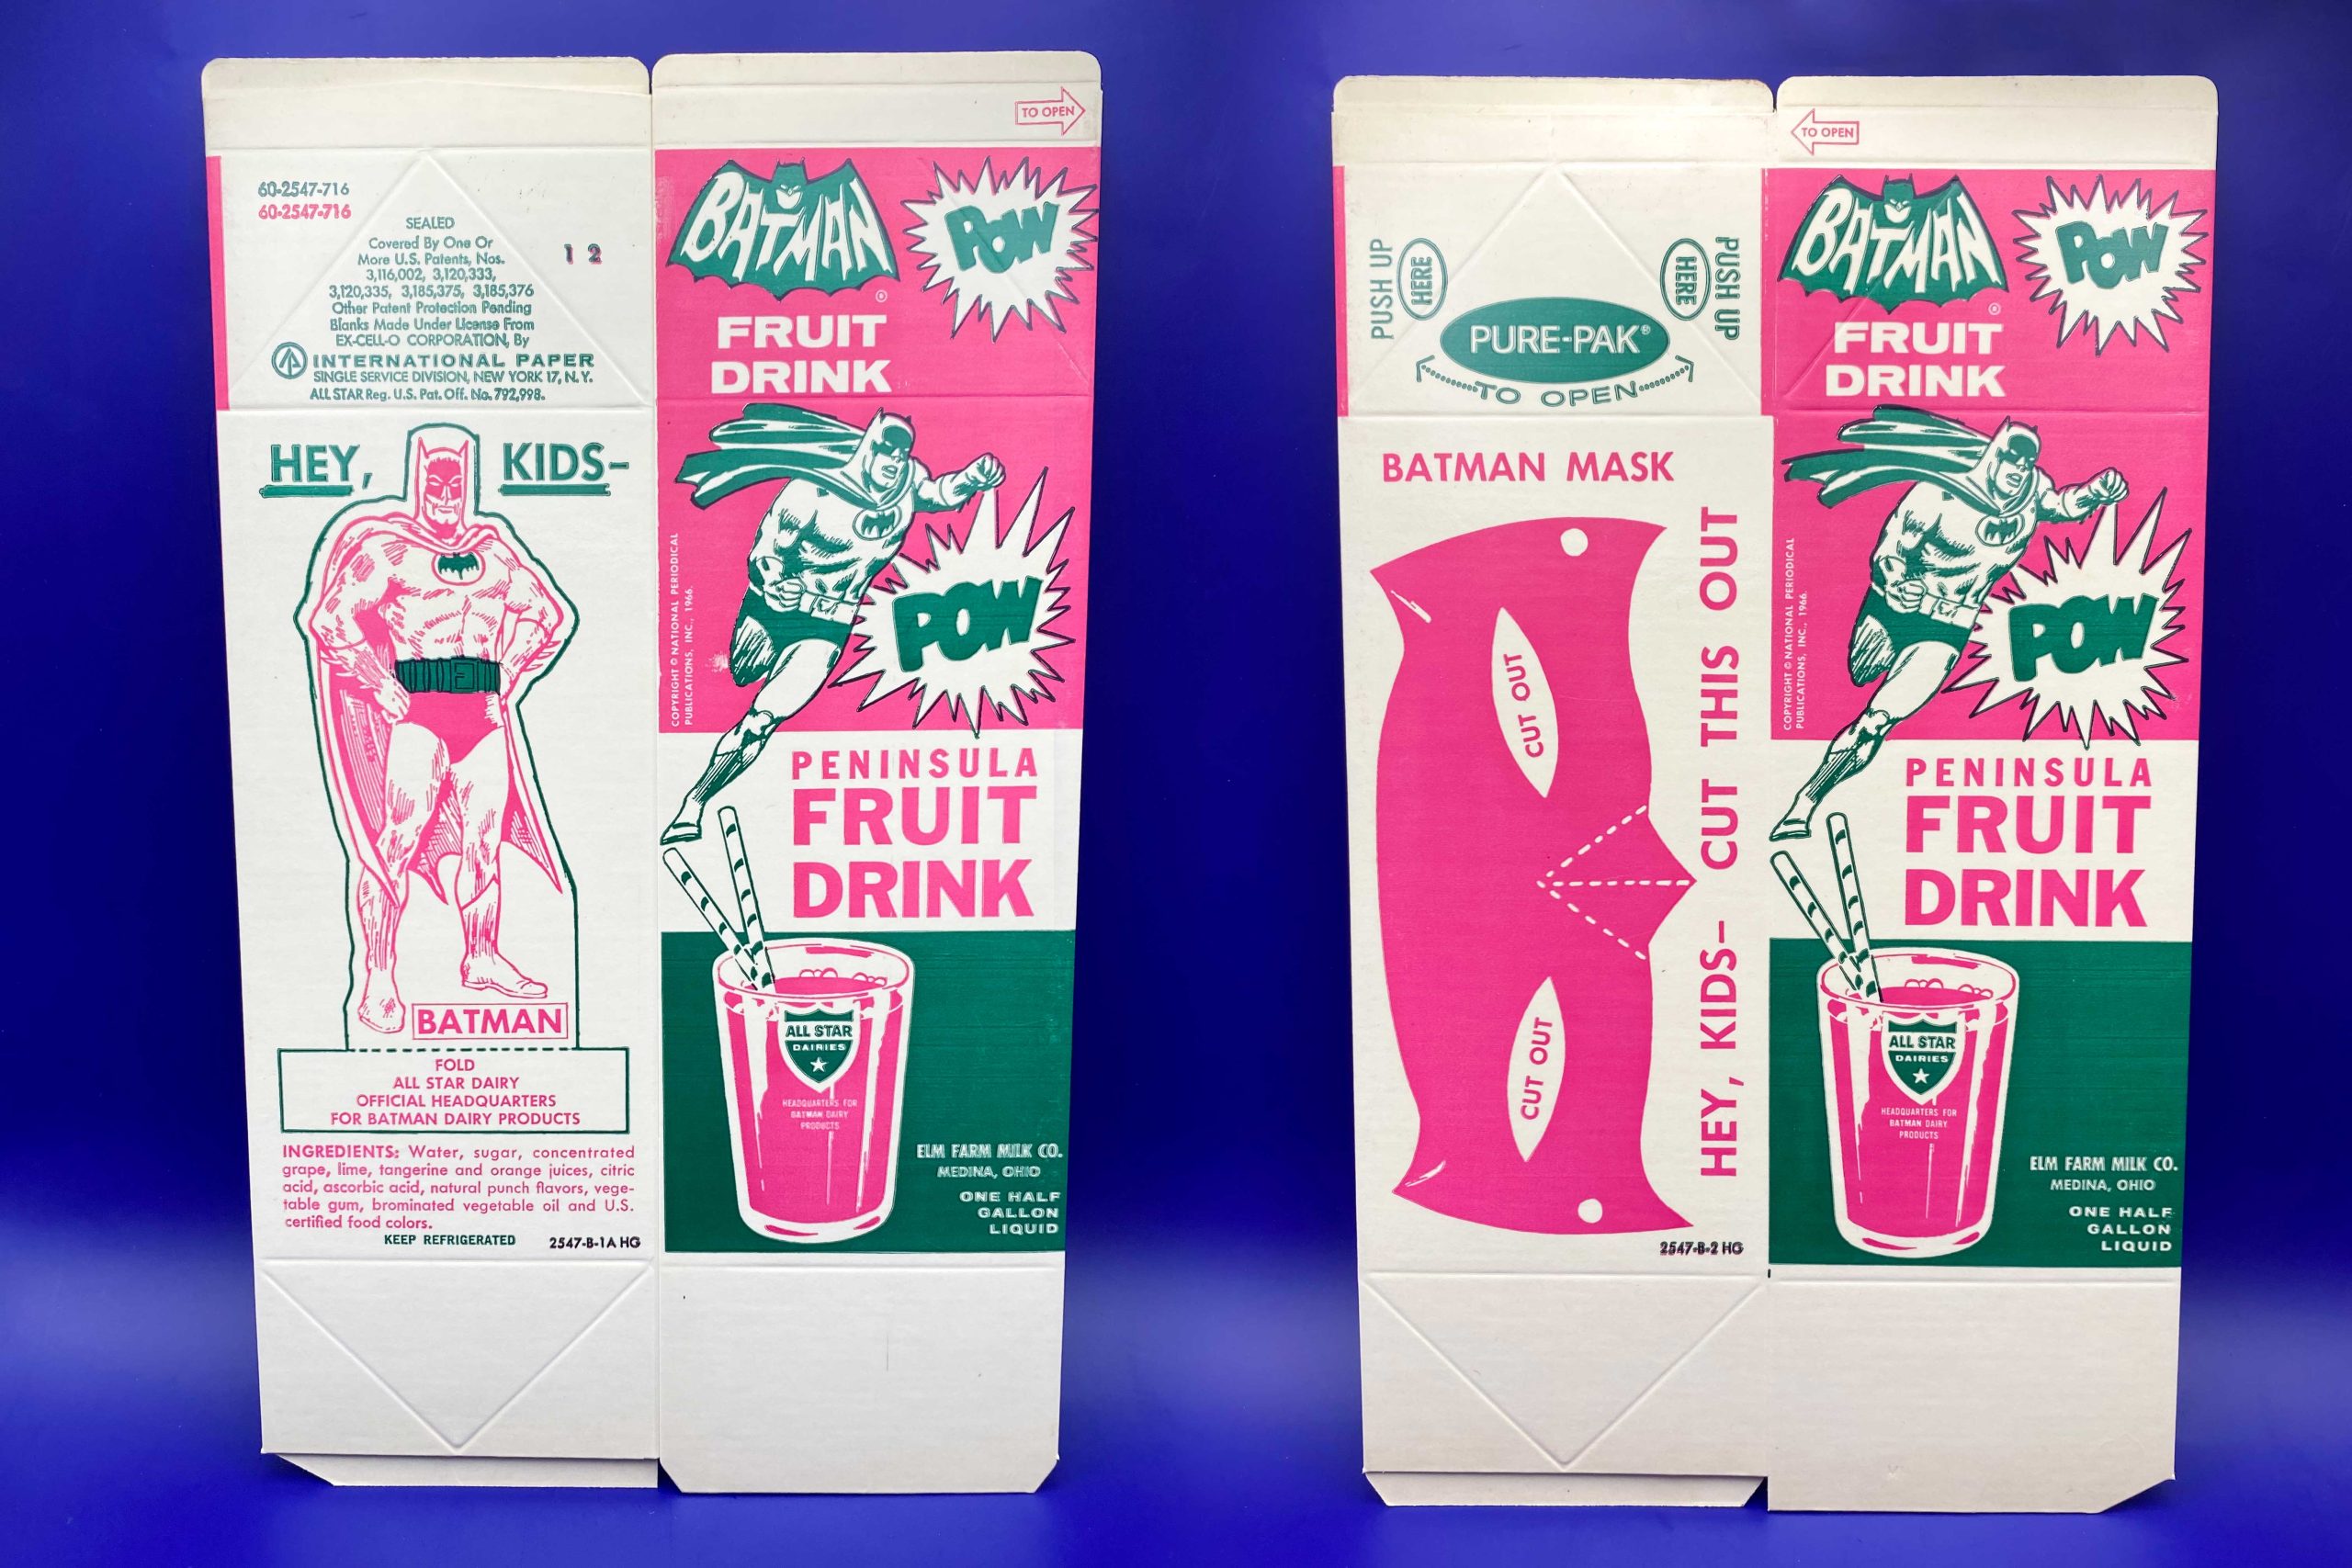 60-2547-716
60-2547-716
SEALED
Covered By One Or
More U.S. Patents, Nos.
3,116,002, 3,120,333,
3,120,335, 3,185,375, 3,185,376
Other Patent Protection Pending
Blanks Made Under License From
EX-CELL-O CORPORATION, By
INTERNATIONAL PAPER
SINGLE SERVICE DIVISION, NEW YORK 17, N.Y.
ALL STAR Reg. U.S. Pat. Off. No. 792,998.
1 2
HEY, KIDS-
BATMAN
FOLD
ALL STAR DAIRY
OFFICIAL HEADQUARTERS
FOR BATMAN DAIRY PRODUCTS
INGREDIENTS: Water, sugar, concentrated
grape, lime, tangerine and orange juices, citric
acid, ascorbic acid, natural punch flavors, vege-
table gum, brominated vegetable oil and U.S.
certified food colors.
KEEP REFRIGERATED
2547-B-1A HG
TO OPEN
BATMAN
®
POW
FRUIT
DRINK
POW
COPYRIGHT © NATIONAL PERIODICAL
PUBLICATIONS, INC., 1966.
PENINSULA
FRUIT
DRINK
ALL STAR
DAIRIES
HEADQUARTERS FOR
BATMAN DAIRY
PRODUCTS
ELM FARM MILK CO.
MEDINA, OHIO
ONE HALF
GALLON
LIQUID
PUSH UP
HERE
PUSH UP
HERE
PURE-PAK®
TO OPEN
BATMAN MASK
CUT OUT
CUT OUT
HEY, KIDS- CUT THIS OUT
2547-B-2 HG
TO OPEN
BATMAN
®
POW
FRUIT
DRINK
POW
COPYRIGHT © NATIONAL PERIODICAL
PUBLICATIONS, INC., 1966.
PENINSULA
FRUIT
DRINK
ALL STAR
DAIRIES
HEADQUARTERS FOR
BATMAN DAIRY
PRODUCTS
ELM FARM MILK CO.
MEDINA, OHIO
ONE HALF
GALLON
LIQUID